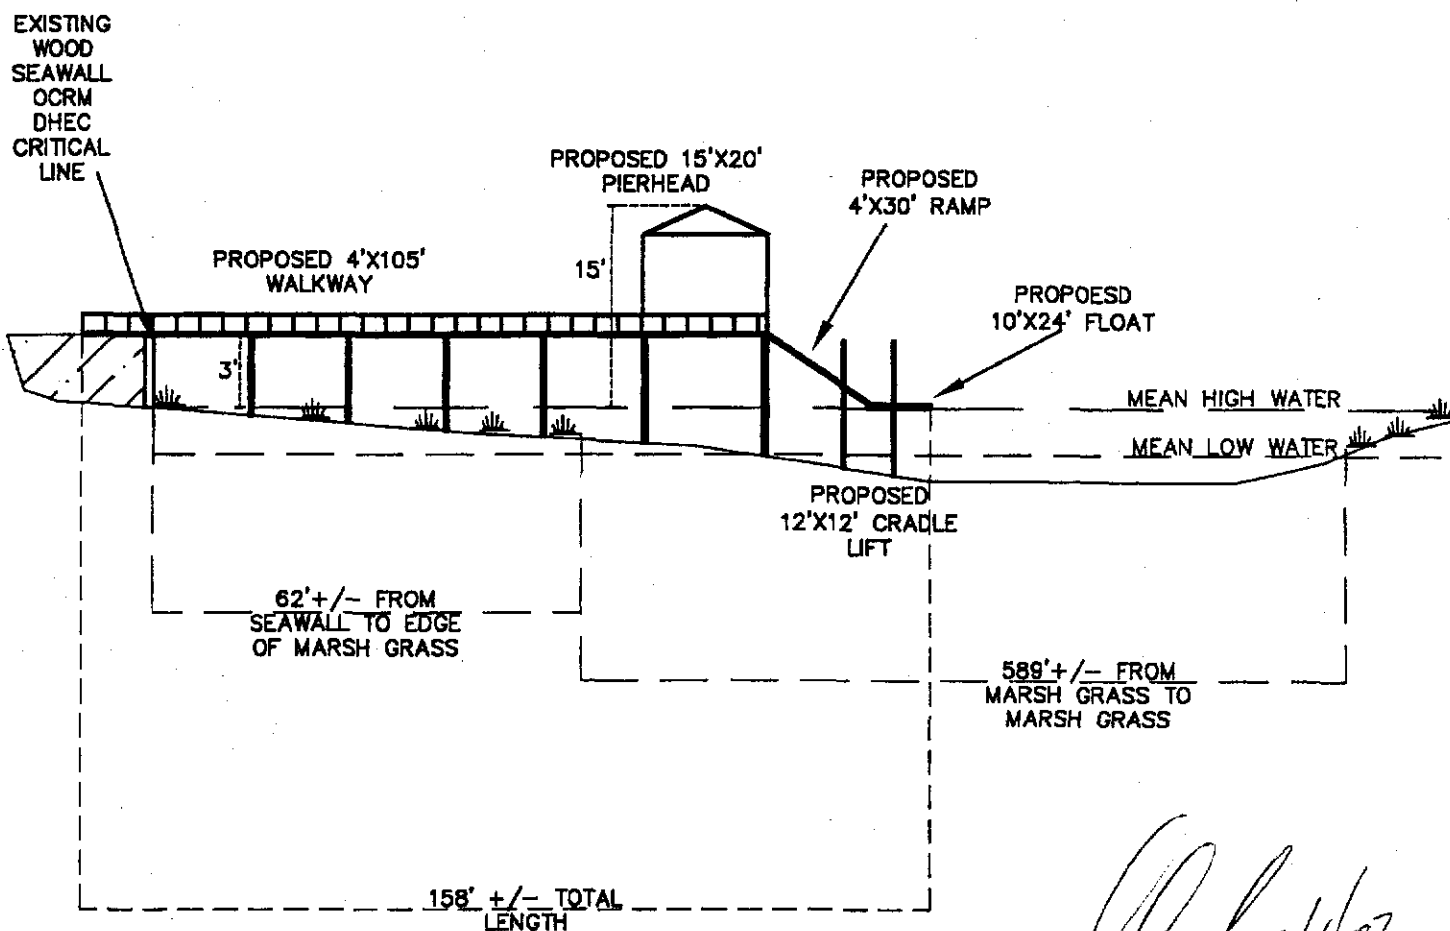 EXISTING
WOOD
SEAWALL
OCRM
DHEC
CRITICAL
LINE
PROPOSED 15'X20'
PIERHEAD
PROPOSED
4'X30' RAMP
PROPOSED 4'X105'
WALKWAY
15'
PROPOESD
10'X24' FLOAT
3'
MEAN HIGH WATER
MEAN LOW WATER
PROPOSED
12'X12' CRADLE
LIFT
62'+/- FROM
SEAWALL TO EDGE
OF MARSH GRASS
589'+/- FROM
MARSH GRASS TO
MARSH GRASS
158' +/- TOTAL
LENGTH